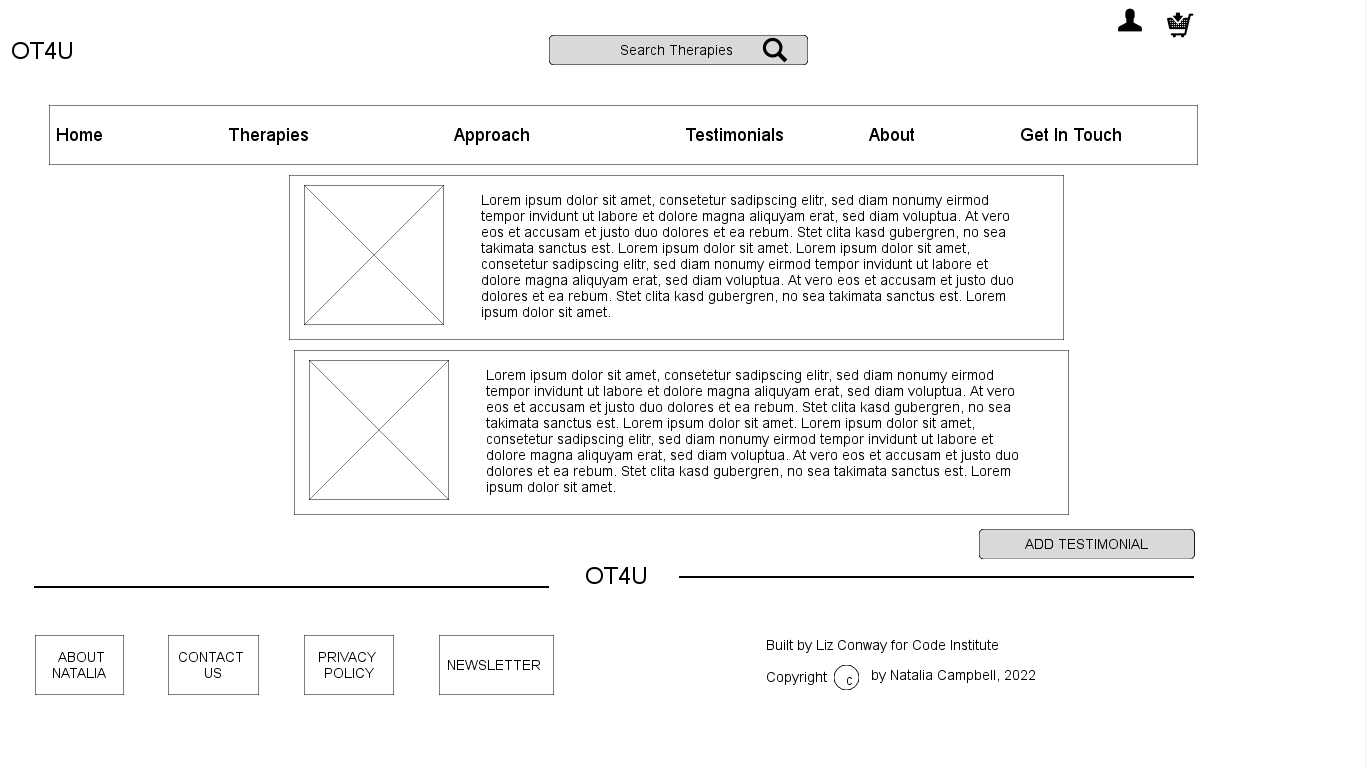 OT4U
Search Therapies
Home Therapies Approach Testimonials About Get In Touch
Lorem ipsum dolor sit amet, consetetur sadipscing elitr, sed diam nonumy eirmod
tempor invidunt ut labore et dolore magna aliquyam erat, sed diam voluptua. At vero
eos et accusam et justo duo dolores et ea rebum. Stet clita kasd gubergren, no sea
takimata sanctus est. Lorem ipsum dolor sit amet. Lorem ipsum dolor sit amet,
consetetur sadipscing elitr, sed diam nonumy eirmod tempor invidunt ut labore et
dolore magna aliquyam erat, sed diam voluptua. At vero eos et accusam et justo duo
dolores et ea rebum. Stet clita kasd gubergren, no sea takimata sanctus est. Lorem
ipsum dolor sit amet.
Lorem ipsum dolor sit amet, consetetur sadipscing elitr, sed diam nonumy eirmod
tempor invidunt ut labore et dolore magna aliquyam erat, sed diam voluptua. At vero
eos et accusam et justo duo dolores et ea rebum. Stet clita kasd gubergren, no sea
takimata sanctus est. Lorem ipsum dolor sit amet. Lorem ipsum dolor sit amet,
consetetur sadipscing elitr, sed diam nonumy eirmod tempor invidunt ut labore et
dolore magna aliquyam erat, sed diam voluptua. At vero eos et accusam et justo duo
dolores et ea rebum. Stet clita kasd gubergren, no sea takimata sanctus est. Lorem
ipsum dolor sit amet.
ADD TESTIMONIAL
OT4U
ABOUT
NATALIA
CONTACT
US
PRIVACY
POLICY
NEWSLETTER
Built by Liz Conway for Code Institute
Copyright c by Natalia Campbell, 2022